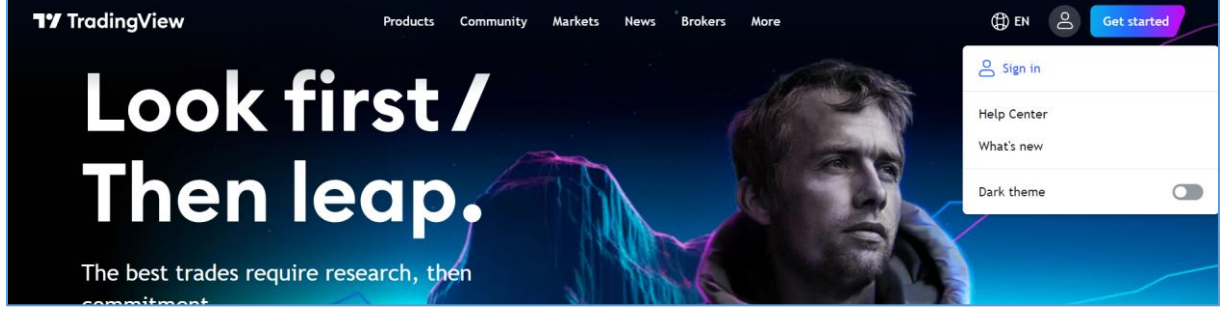 TradingView
Products Community Markets News Brokers More
EN
Get started
Sign in
Help Center
What's new
Dark theme
Look first/
Then leap.
The best trades require research, then
commitment